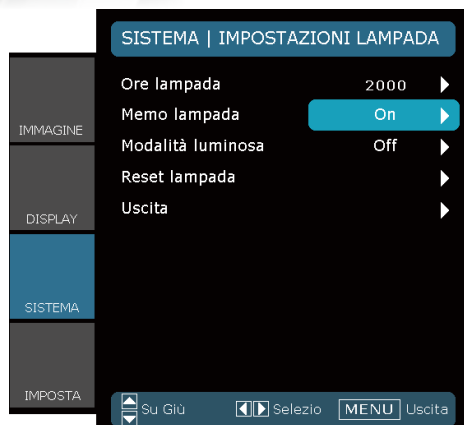 SISTEMA | IMPOSTAZIONI LAMPADA
Ore lampada 2000
Memo lampada On
Modalità luminosa Off
Reset lampada
Uscita
IMMAGINE
DISPLAY
SISTEMA
IMPOSTA
Su Giù Selezio MENU Uscita